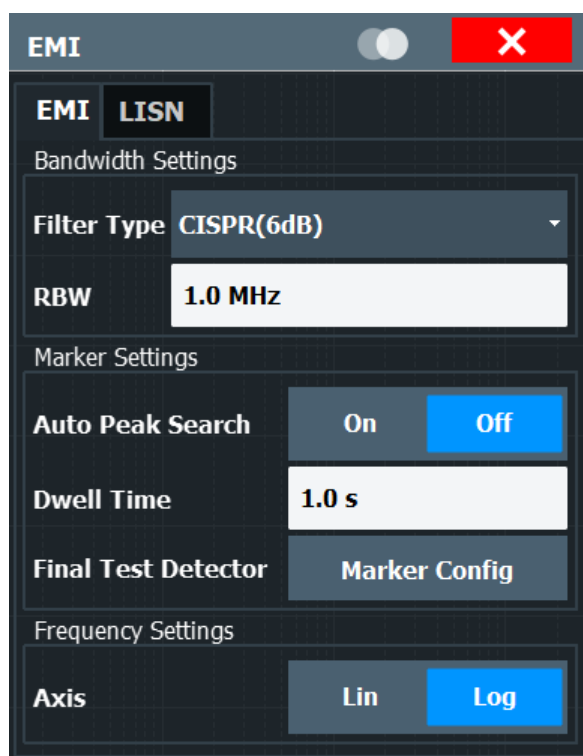 EMI
EMI LISN
Bandwidth Settings
Filter Type CISPR(6dB)
RBW 1.0 MHz
Marker Settings
Auto Peak Search On Off
Dwell Time 1.0 s
Final Test Detector Marker Config
Frequency Settings
Axis Lin Log